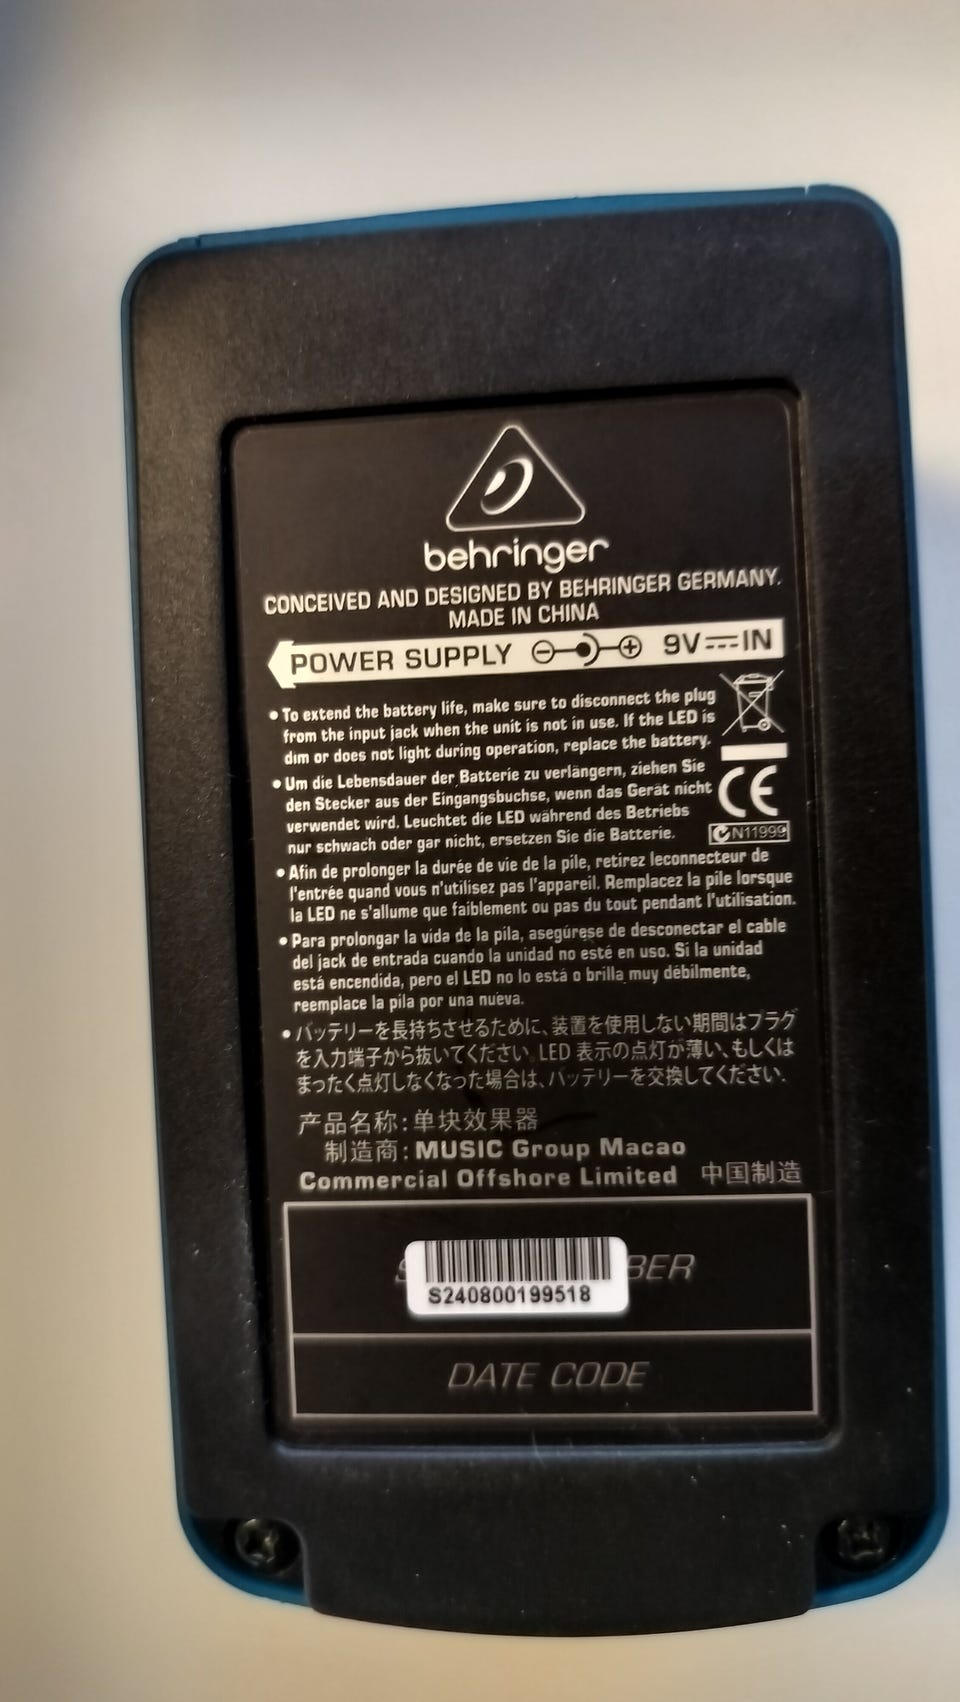 behringer
CONCEIVED AND DESIGNED BY BEHRINGER GERMANY.
MADE IN CHINA
POWER SUPPLY 9V IN
• To extend the battery life, make sure to disconnect the plug
from the input jack when the unit is not in use. If the LED is
dim or does not light during operation, replace the battery.
• Um die Lebensdauer der Batterie zu verlängern, ziehen Sie
den Stecker aus der Eingangsbuchse, wenn das Gerät nicht
verwendet wird. Leuchtet die LED während des Betriebs
nur schwach oder gar nicht, ersetzen Sie die Batterie.
CE
N11999
• Afin de prolonger la durée de vie de la pile, retirez leconnecteur de
l'entrée quand vous n'utilisez pas l'appareil. Remplacez la pile lorsque
la LED ne s'allume que faiblement ou pas du tout pendant l'utilisation.
• Para prolongar la vida de la pila, asegúrese de desconectar el cable
del jack de entrada cuando la unidad no esté en uso. Si la unidad
está encendida, pero el LED no lo está o brilla muy débilmente,
reemplace la pila por una nueva.
• バッテリーを長持ちさせるために、装置を使用しない期間はプラグ
を入力端子から抜いてください. LED 表示の点灯が薄い、もしくは
まったく点灯しなくなった場合は、バッテリーを交換してください.
产品名称: 单块效果器
制造商: MUSIC Group Macao
Commercial Offshore Limited 中国制造
S240800199518
DATE CODE